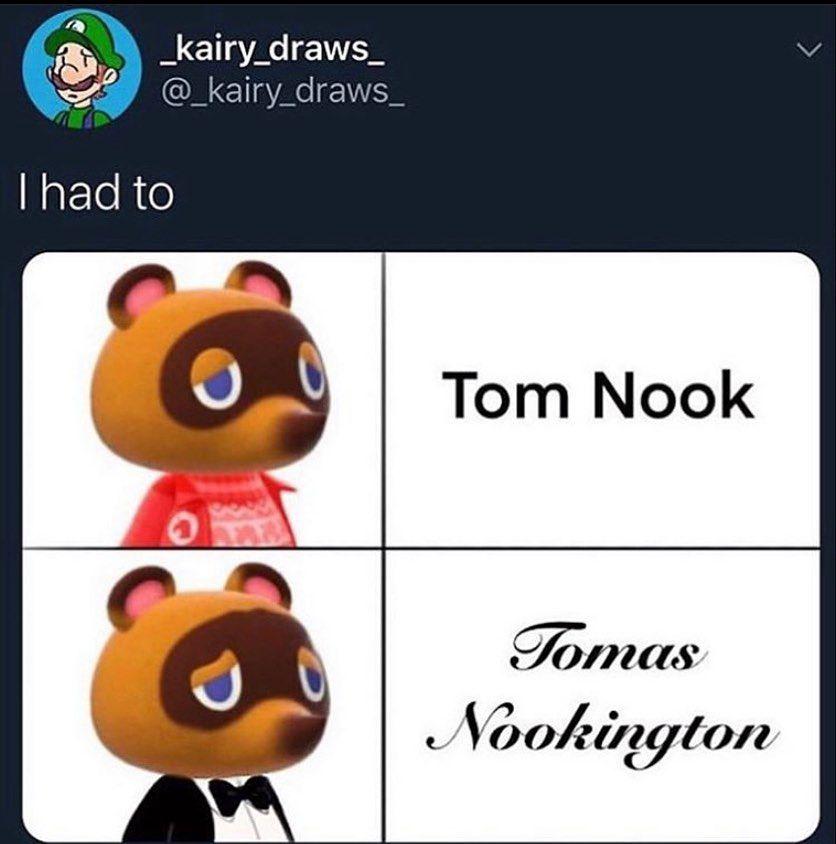 _kairy_draws_
@_kairy_draws_
I had to
Tom Nook
Tomas
Nookington